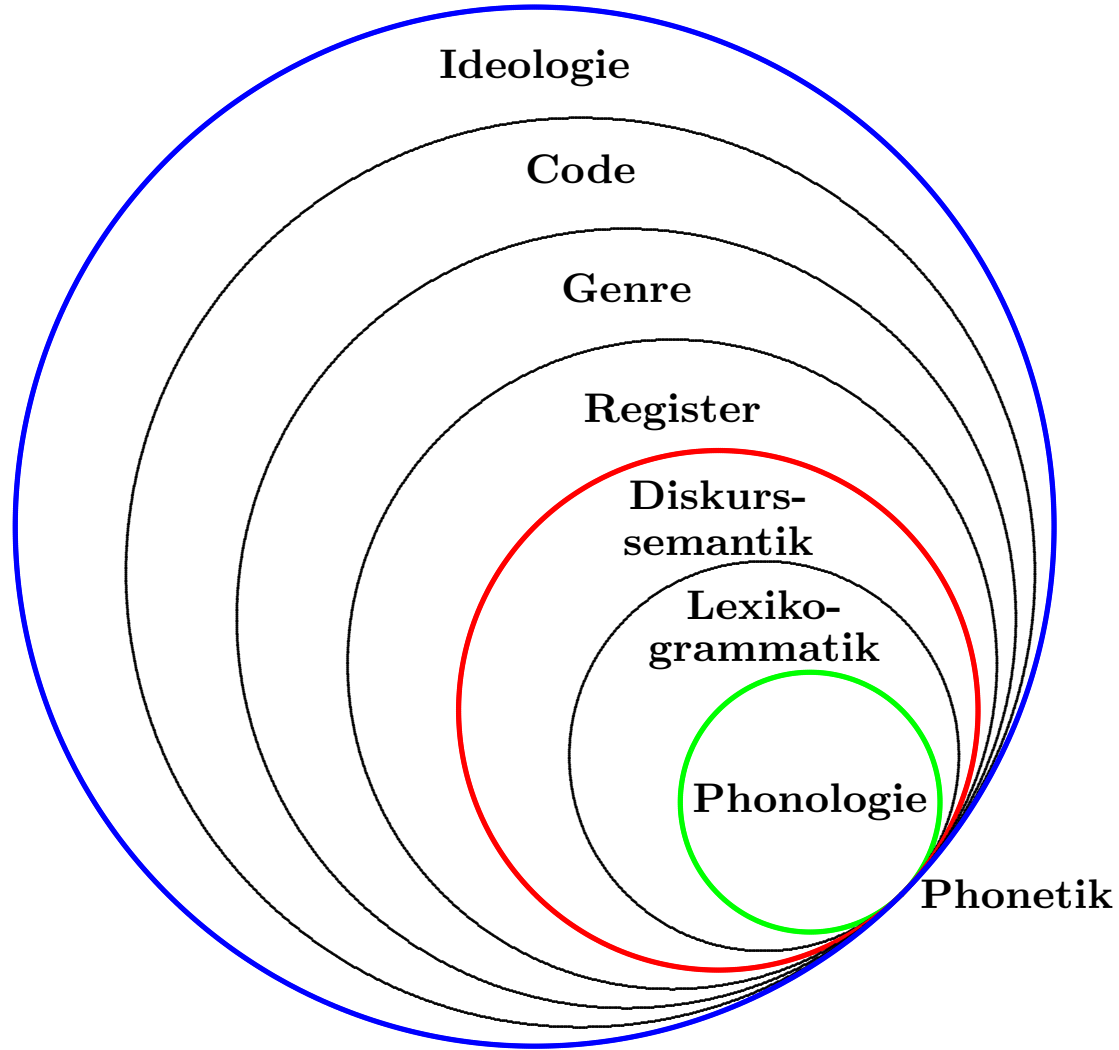 Ideologie
Code
Genre
Register
Diskurs-
semantik
Lexiko-
grammatik
Phonologie
Phonetik